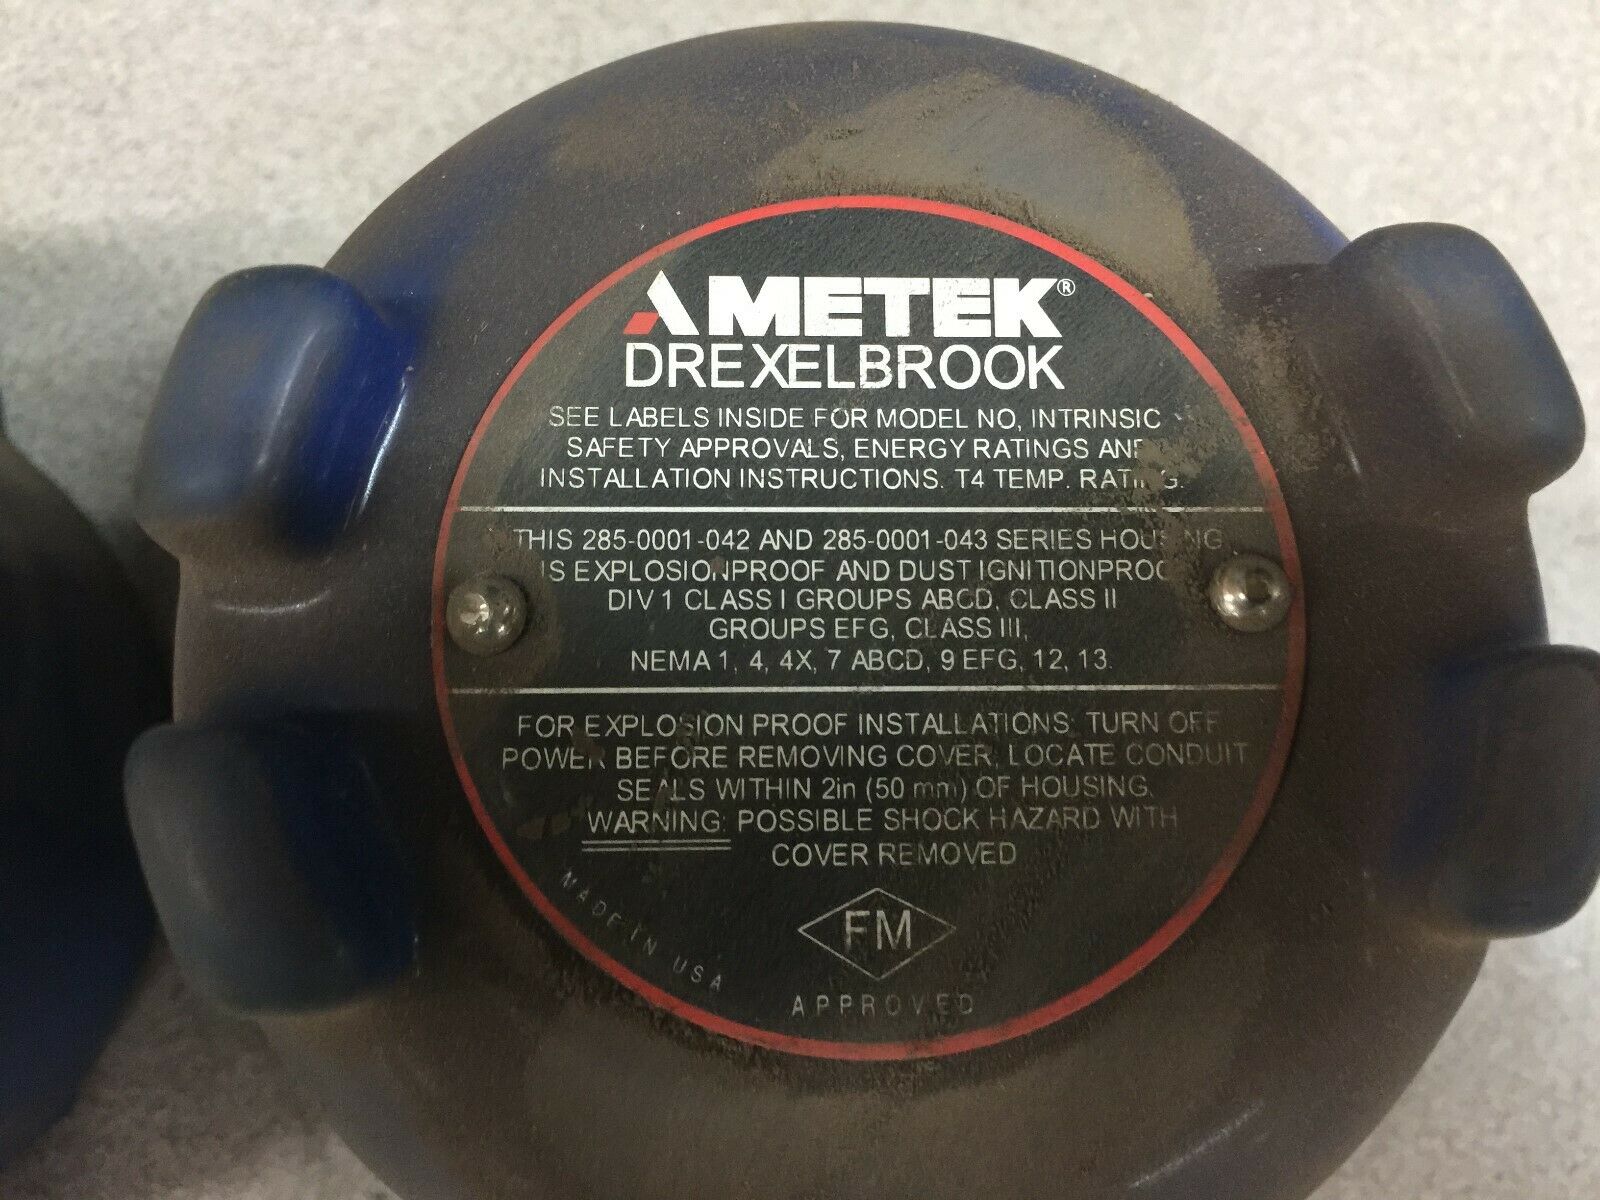 AMETEK®
DREXELBROOK
SEE LABELS INSIDE FOR MODEL NO, INTRINSIC
SAFETY APPROVALS, ENERGY RATINGS AND
INSTALLATION INSTRUCTIONS. T4 TEMP. RATING.
THIS 285-0001-042 AND 285-0001-043 SERIES HOUSING
IS EXPLOSIONPROOF AND DUST IGNITIONPROOF
DIV 1 CLASS I GROUPS ABCD, CLASS II
GROUPS EFG, CLASS III,
NEMA 1, 4, 4X, 7 ABCD, 9 EFG, 12, 13.
FOR EXPLOSION PROOF INSTALLATIONS: TURN OFF
POWER BEFORE REMOVING COVER, LOCATE CONDUIT
SEALS WITHIN 2in (50 mm) OF HOUSING.
WARNING: POSSIBLE SHOCK HAZARD WITH
COVER REMOVED
MADE IN USA
FM
APPROVED